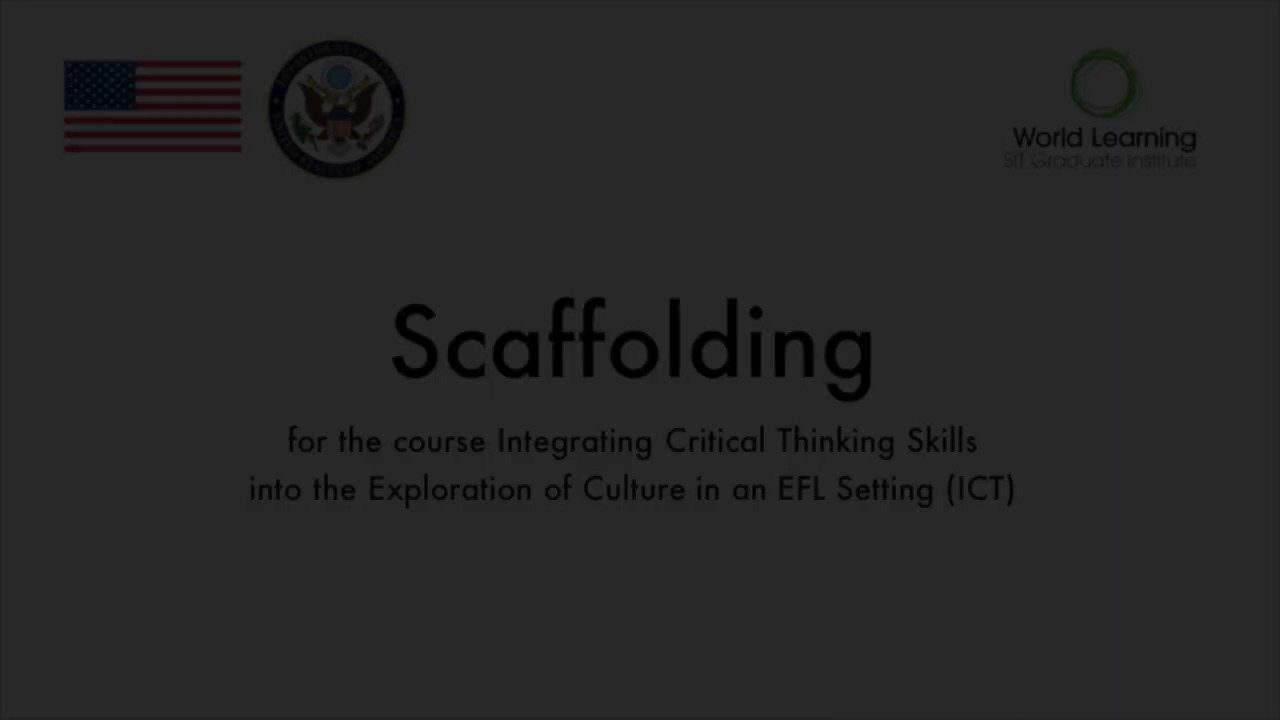 World Learning
SIT Graduate Institute
Scaffolding
for the course Integrating Critical Thinking Skills
into the Exploration of Culture in an EFL Setting (ICT)